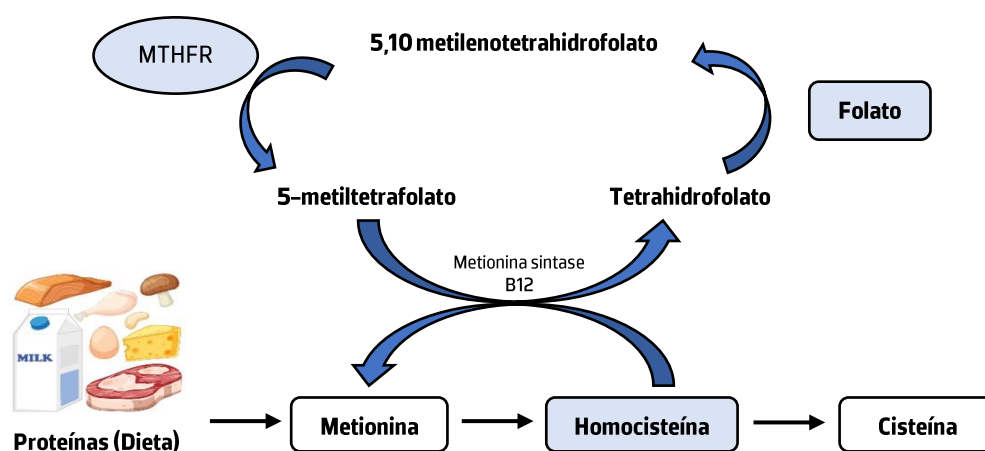 5,10 metilenotetrahidrofolato
MTHFR
Folato
5-metiltetrafolato
Tetrahidrofolato
Metionina sintase
B12
MILK
Metionina
Homocisteína
Cisteína
Proteínas (Dieta)